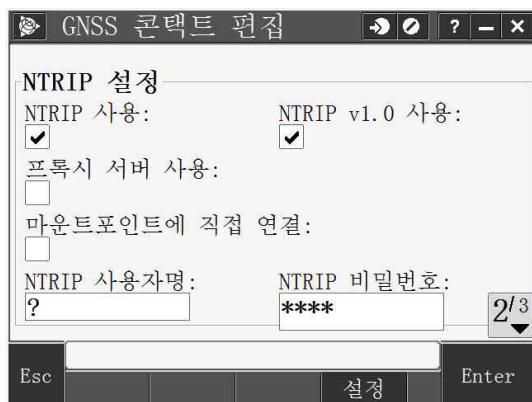 GNSS 콘택트 편집
? – ×
NTRIP 설정
NTRIP 사용: NTRIP v1.0 사용:
프록시 서버 사용:
마운트포인트에 직접 연결:
NTRIP 사용자명: NTRIP 비밀번호:
? ****
2/3
Esc 설정 Enter